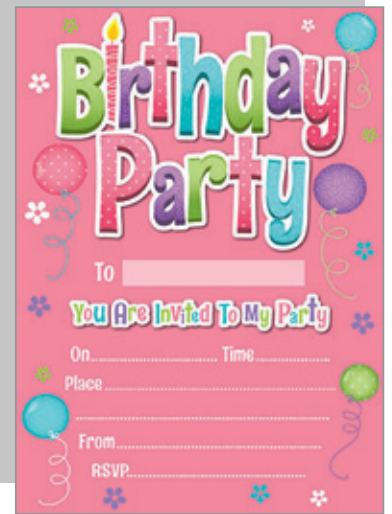 Birthday
Party
To
You Are Invited To My Party
On.................... Time....................
Place........................................
........................................
From........................................
RSVP........................................